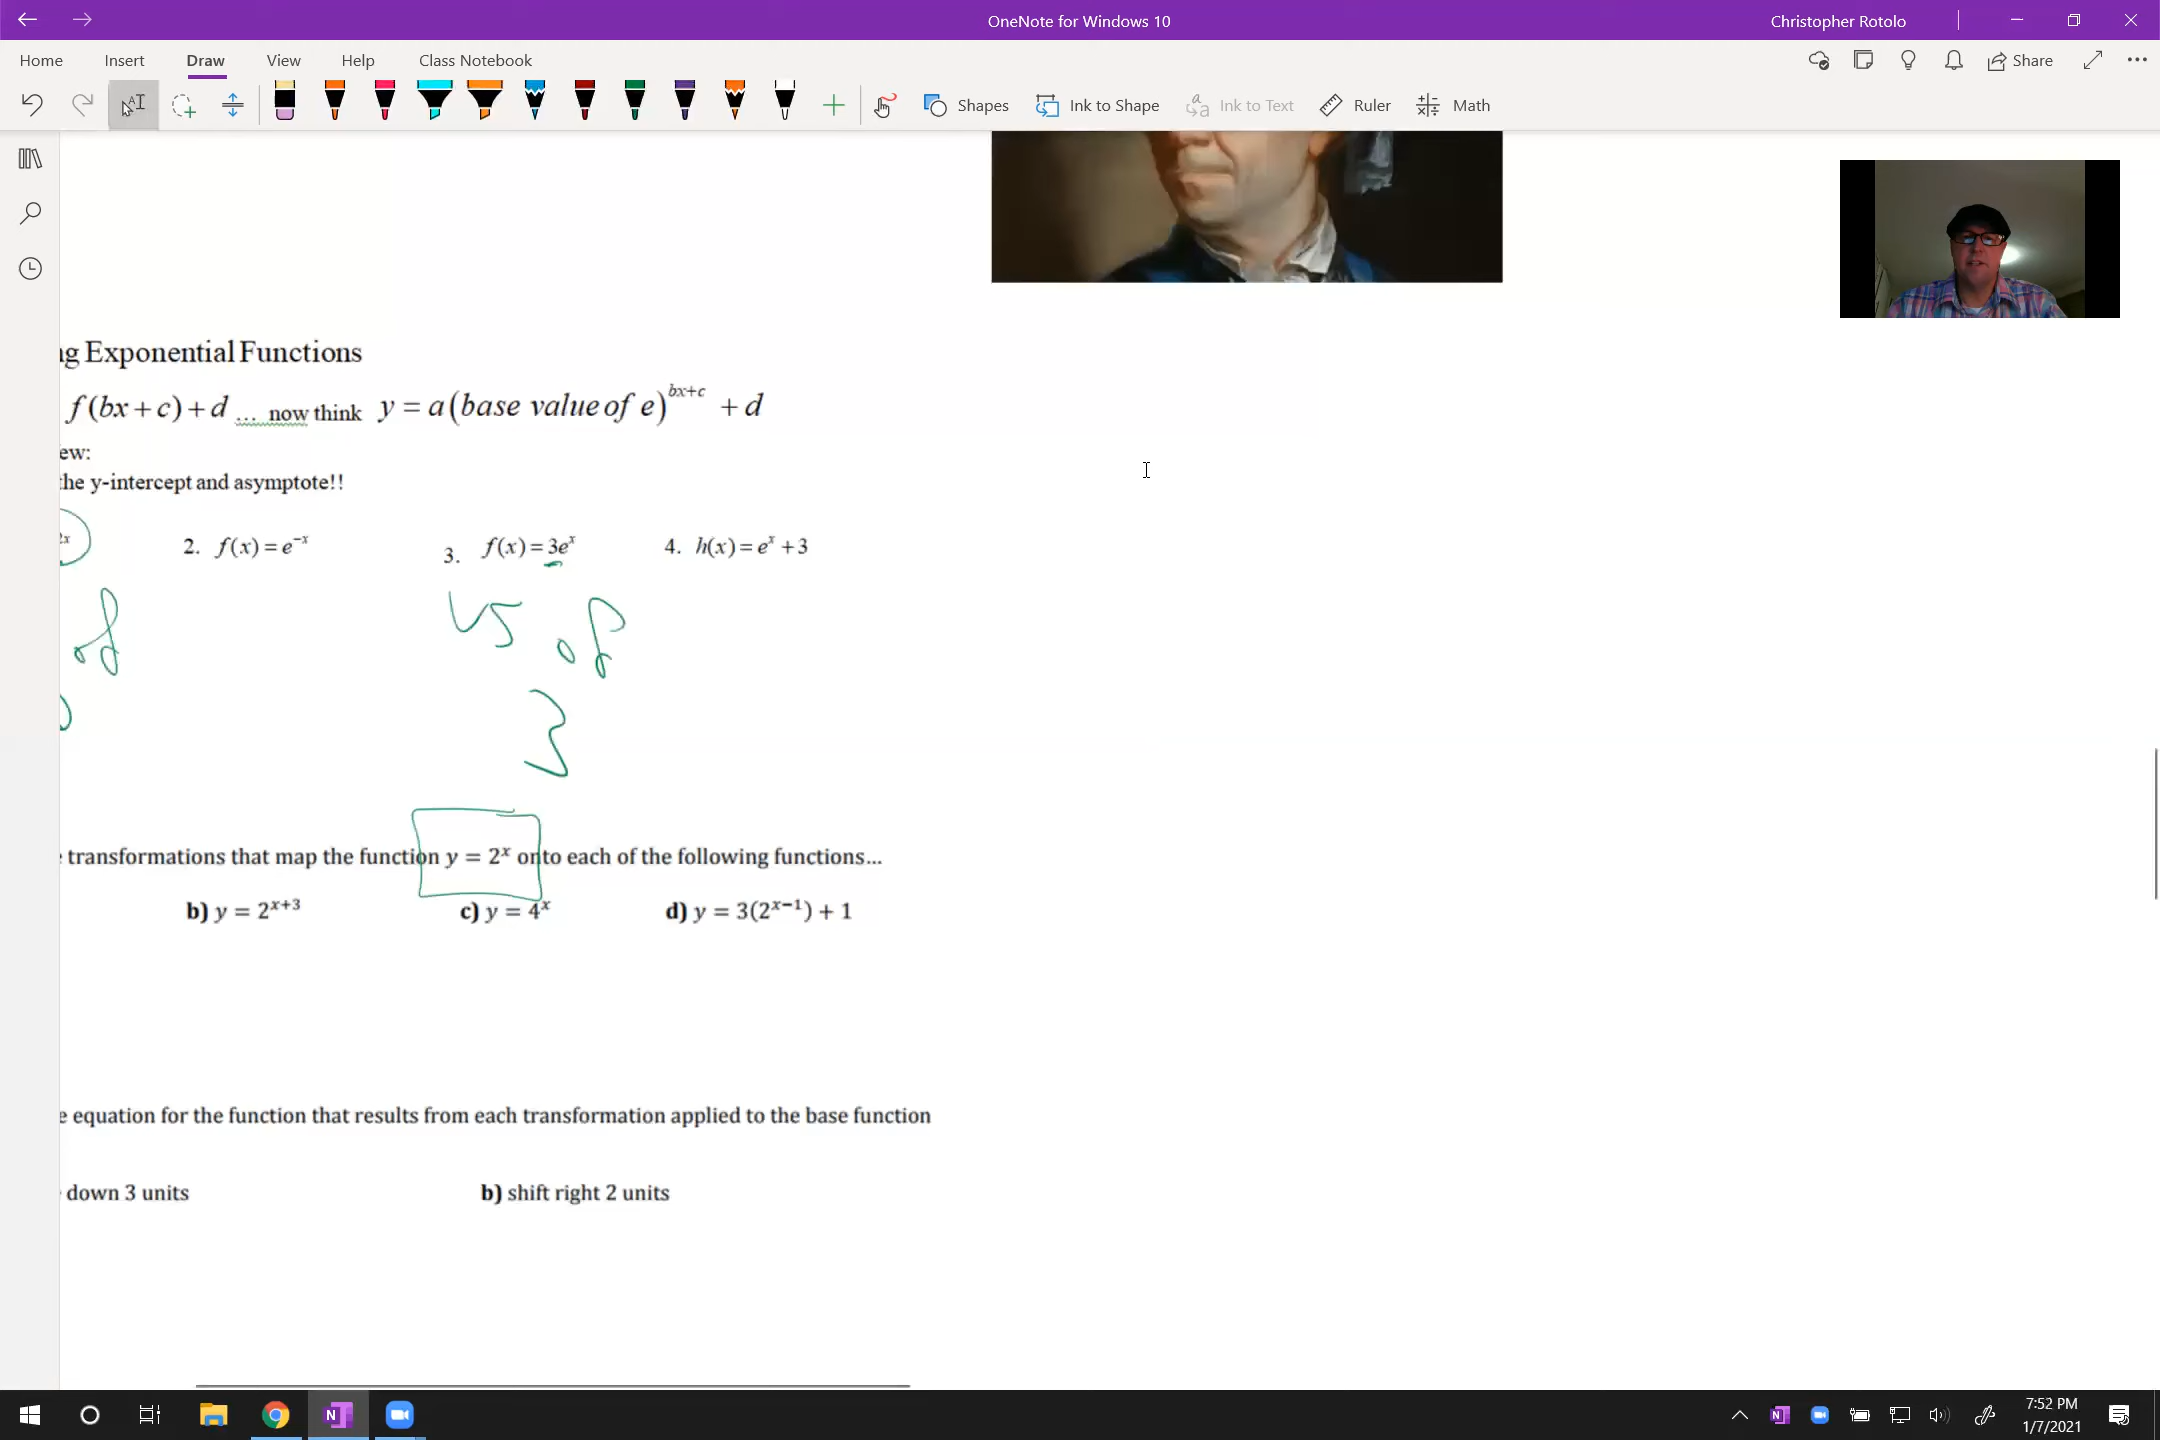 OneNote for Windows 10
Christopher Rotolo
Home Insert Draw View Help Class Notebook
Share
Shapes Ink to Shape Ink to Text Ruler Math
ng Exponential Functions
f(bx+c)+d ... now think y = a(base value of e)^{bx+c} + d
ew:
the y-intercept and asymptote!!
2x
2. f(x) = e^{-x}
3. f(x) = 3e^x
4. h(x) = e^x + 3
of
VS of
3
transformations that map the function y = 2^x onto each of the following functions...
b) y = 2^{x+3}
c) y = 4^x
d) y = 3(2^{x-1}) + 1
e equation for the function that results from each transformation applied to the base function
down 3 units
b) shift right 2 units
7:52 PM
1/7/2021